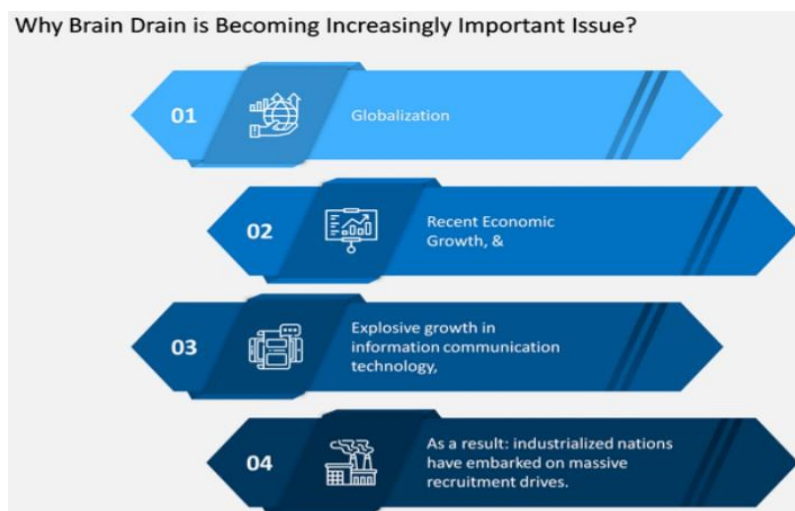 Why Brain Drain is Becoming Increasingly Important Issue?
01
Globalization
02
Recent Economic
Growth, &
03
Explosive growth in
information communication
technology,
04
As a result: industrialized nations
have embarked on massive
recruitment drives.